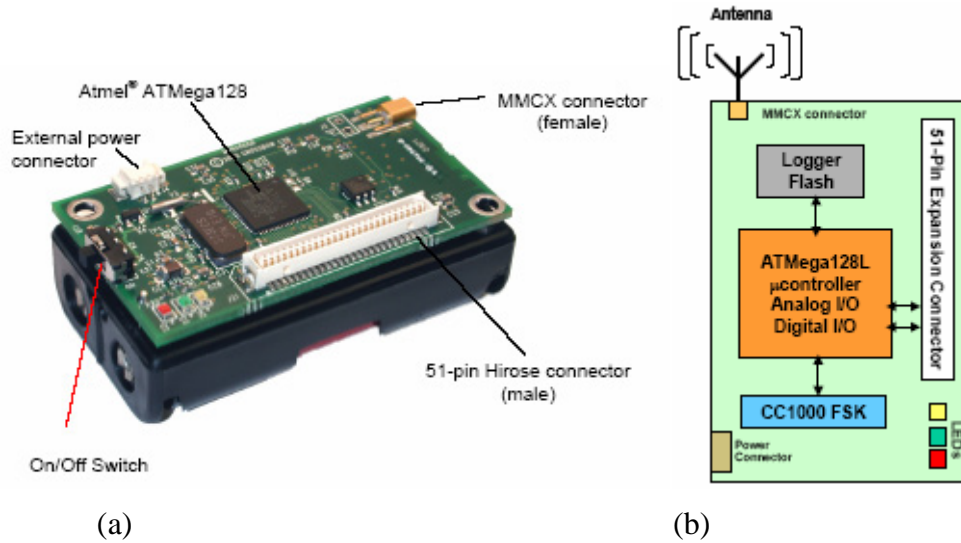 Atmel® ATMega128
External power
connector
MMCX connector
(female)
51-pin Hirose connector
(male)
On/Off Switch
(a)
Antenna
MMCX connector
Logger
Flash
ATMega128L
μcontroller
Analog I/O
Digital I/O
51-Pin Expansion Connector
CC1000 FSK
Power
Connector
LEDs
(b)